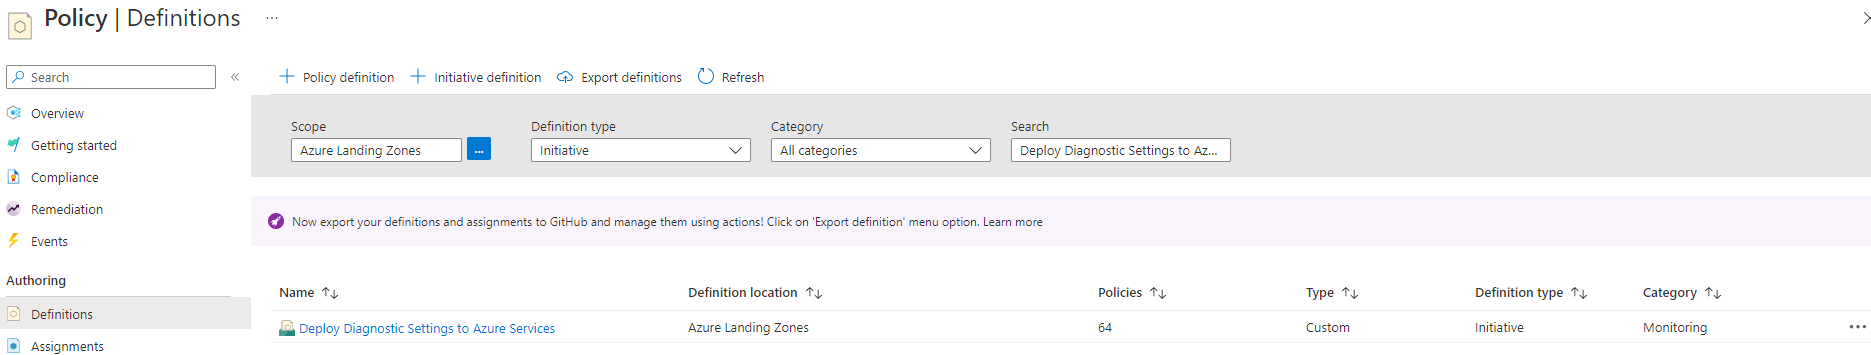 Policy | Definitions ...
Search «
Overview
Getting started
Compliance
Remediation
Events
Authoring
Definitions
Assignments
+ Policy definition + Initiative definition Export definitions Refresh
Scope Definition type Category Search
Azure Landing Zones ... Initiative All categories Deploy Diagnostic Settings to Az...
Now export your definitions and assignments to GitHub and manage them using actions! Click on 'Export definition' menu option. Learn more
Name ↑↓ Definition location ↑↓ Policies ↑↓ Type ↑↓ Definition type ↑↓ Category ↑↓
Deploy Diagnostic Settings to Azure Services Azure Landing Zones 64 Custom Initiative Monitoring ...